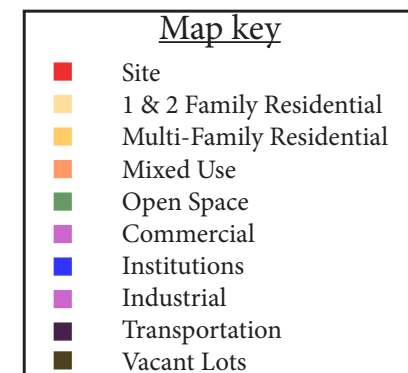 Map key
Site
1 & 2 Family Residential
Multi-Family Residential
Mixed Use
Open Space
Commercial
Institutions
Industrial
Transportation
Vacant Lots